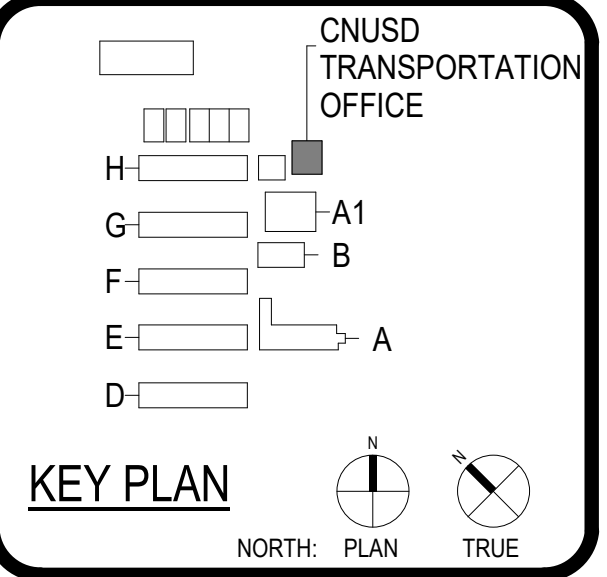 CNUSD
TRANSPORTATION
OFFICE
H
A1
G
B
F
E
A
D
KEY PLAN
N
N
NORTH: PLAN TRUE